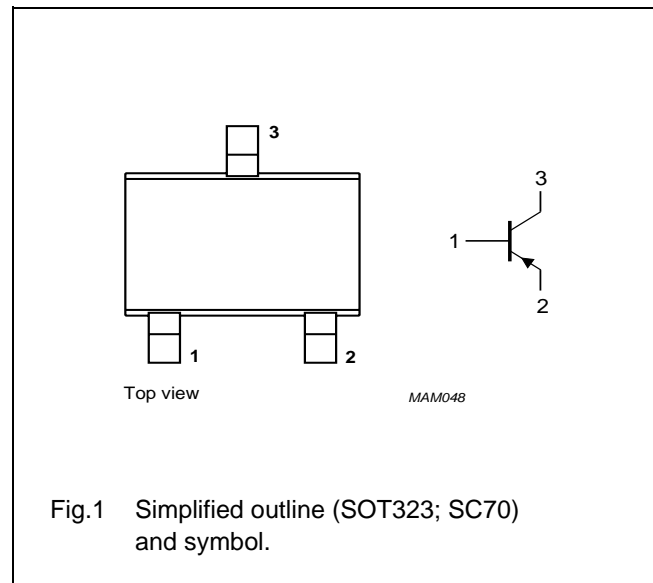 3
1
2
Top view
3
1
2
MAM048
Fig.1 Simplified outline (SOT323; SC70)
and symbol.